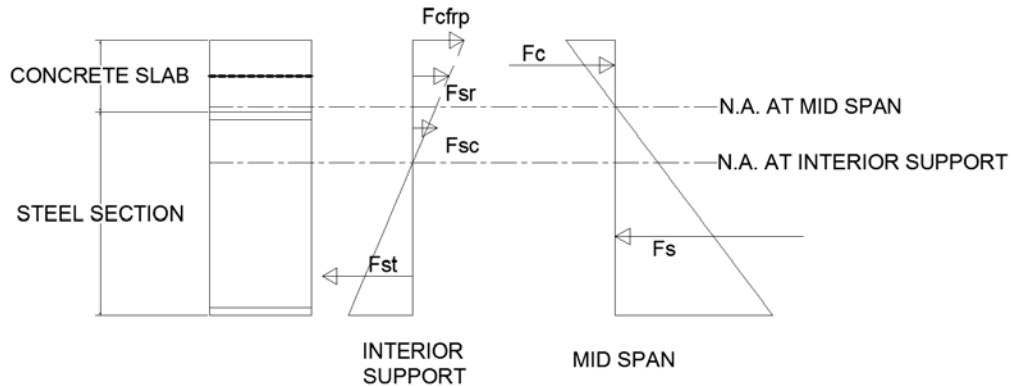 Fcfrp
Fc
CONCRETE SLAB
Fsr
N.A. AT MID SPAN
Fsc
N.A. AT INTERIOR SUPPORT
STEEL SECTION
Fs
Fst
INTERIOR
SUPPORT
MID SPAN